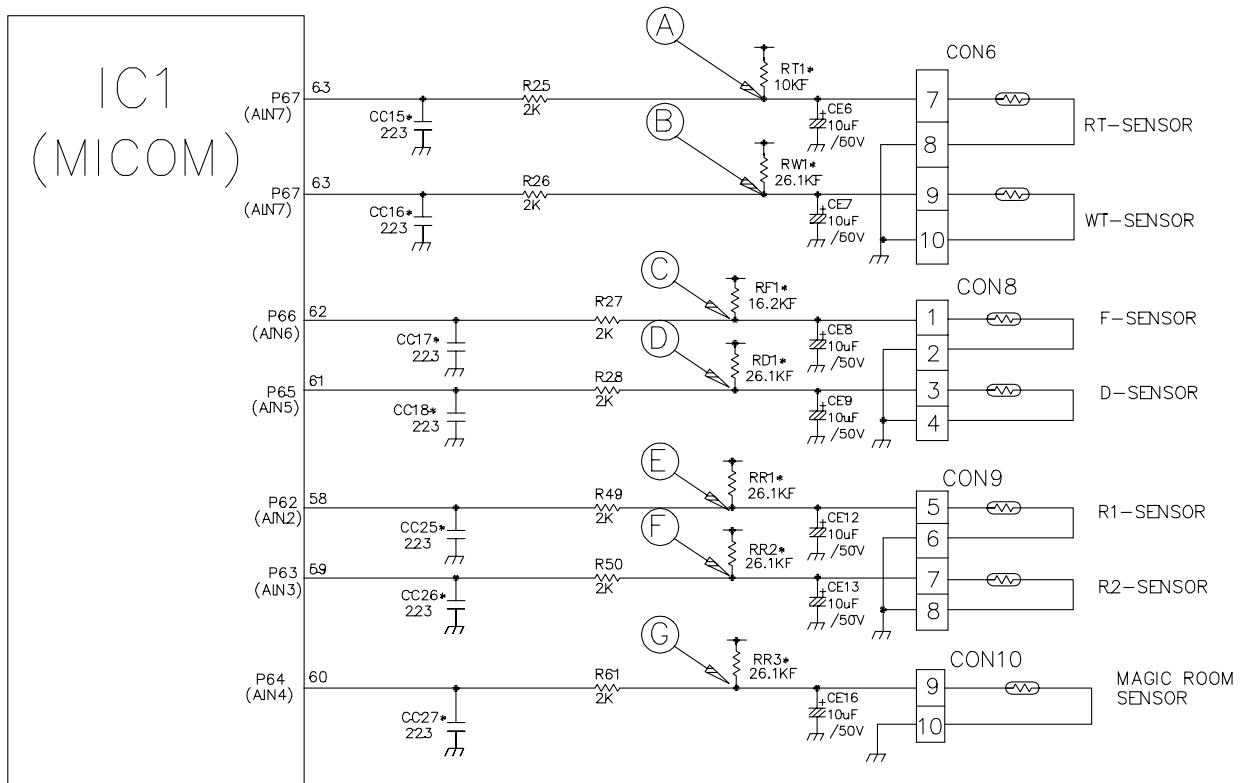 IC1
(MICOM)
A
CON6
P67
(AIN7)
63
CC15*
223
R25
2K
RT1*
10KF
CE6
10uF
/50V
7
8
RT-SENSOR
B
P67
(AIN7)
63
CC16*
223
R26
2K
RW1*
26.1KF
CE7
10uF
/50V
9
10
WT-SENSOR
C
CON8
P66
(AIN6)
62
CC17*
223
R27
2K
RF1*
16.2KF
CE8
10uF
/50V
1
2
F-SENSOR
D
P65
(AIN5)
61
CC18*
223
R28
2K
RD1*
26.1KF
CE9
10uF
/50V
3
4
D-SENSOR
E
CON9
P62
(AIN2)
58
CC25*
223
R49
2K
RR1*
26.1KF
CE12
10uF
/50V
5
6
R1-SENSOR
F
P63
(AIN3)
59
CC26*
223
R50
2K
RR2*
26.1KF
CE13
10uF
/50V
7
8
R2-SENSOR
G
CON10
P64
(AIN4)
60
CC27*
223
R61
2K
RR3*
26.1KF
CE16
10uF
/50V
9
10
MAGIC ROOM
SENSOR